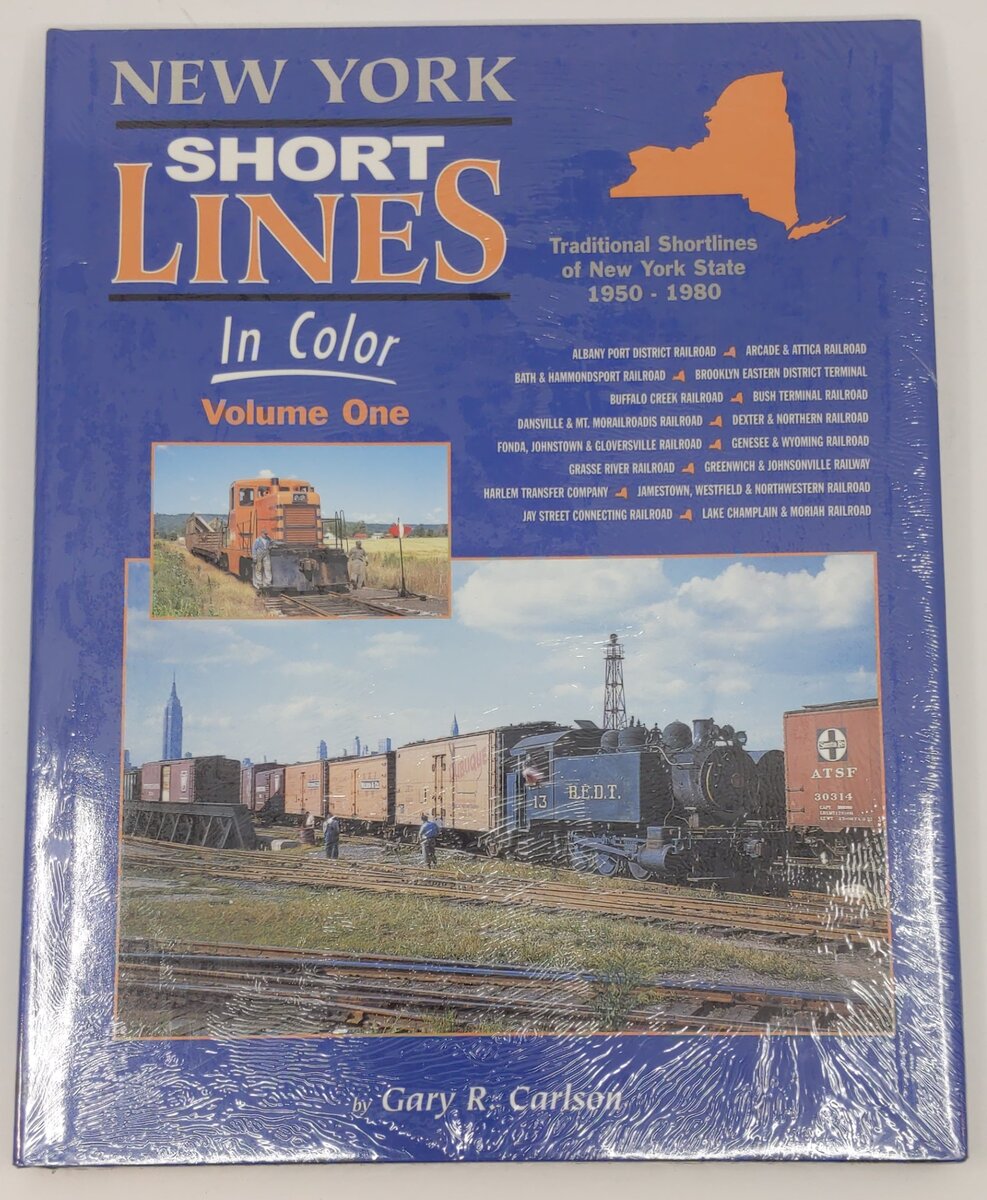 NEW YORK
SHORT
LINES
In Color
Volume One
Traditional Shortlines
of New York State
1950 - 1980
ALBANY PORT DISTRICT RAILROAD ARCADE & ATTICA RAILROAD
BATH & HAMMONDSPORT RAILROAD BROOKLYN EASTERN DISTRICT TERMINAL
BUFFALO CREEK RAILROAD BUSH TERMINAL RAILROAD
DANSVILLE & MT. MORAILROADIS RAILROAD DEXTER & NORTHERN RAILROAD
FONDA, JOHNSTOWN & GLOVERSVILLE RAILROAD GENESEE & WYOMING RAILROAD
GRASSE RIVER RAILROAD GREENWICH & JOHNSONVILLE RAILWAY
HARLEM TRANSFER COMPANY JAMESTOWN, WESTFIELD & NORTHWESTERN RAILROAD
JAY STREET CONNECTING RAILROAD LAKE CHAMPLAIN & MORIAH RAILROAD
13 B.E.D.T.
ATSF
30314
by Gary R. Carlson